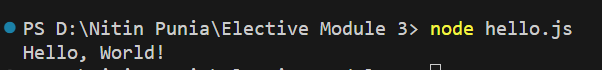 PS D:\Nitin Punia\Elective Module 3> node hello.js
Hello, World!